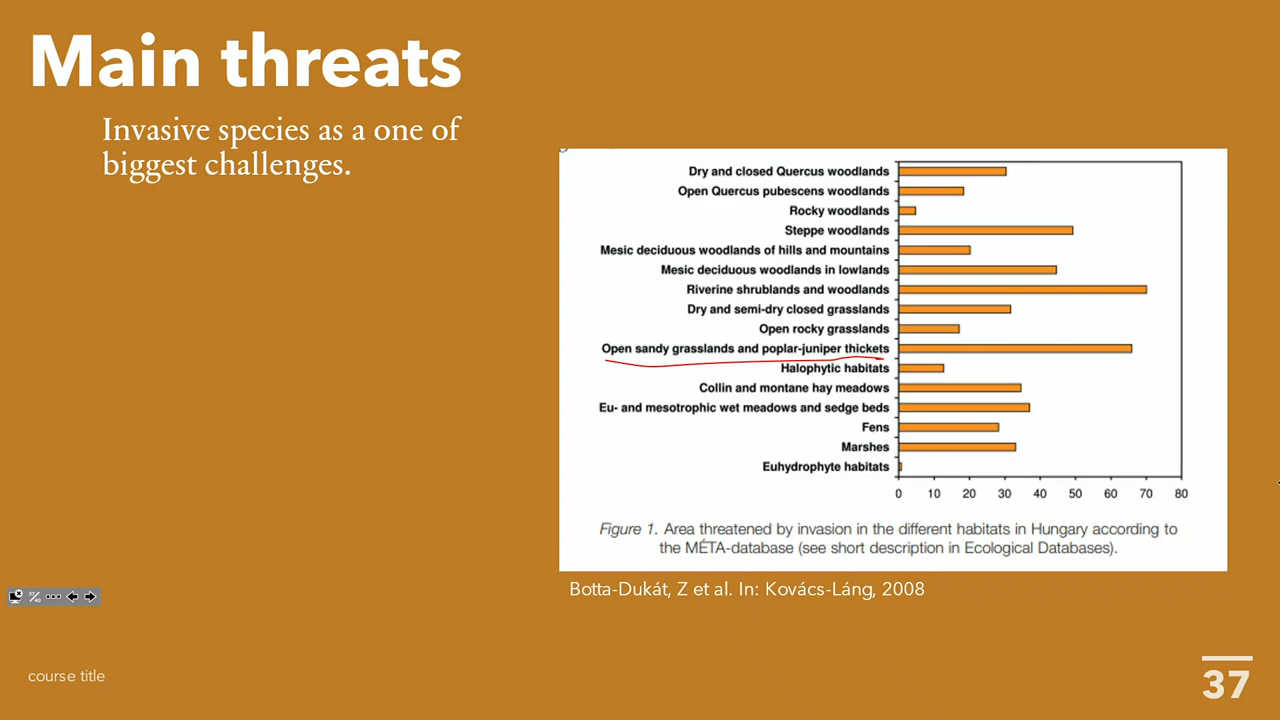 Main threats
Invasive species as a one of
biggest challenges.
Dry and closed Quercus woodlands
Open Quercus pubescens woodlands
Rocky woodlands
Steppe woodlands
Mesic deciduous woodlands of hills and mountains
Mesic deciduous woodlands in lowlands
Riverine shrublands and woodlands
Dry and semi-dry closed grasslands
Open rocky grasslands
Open sandy grasslands and poplar-juniper thickets
Halophytic habitats
Collin and montane hay meadows
Eu- and mesotrophic wet meadows and sedge beds
Fens
Marshes
Euhydrophyte habitats
0 10 20 30 40 50 60 70 80
Figure 1. Area threatened by invasion in the different habitats in Hungary according to
the MÉTA-database (see short description in Ecological Databases).
Botta-Dukát, Z et al. In: Kovács-Láng, 2008
course title
37